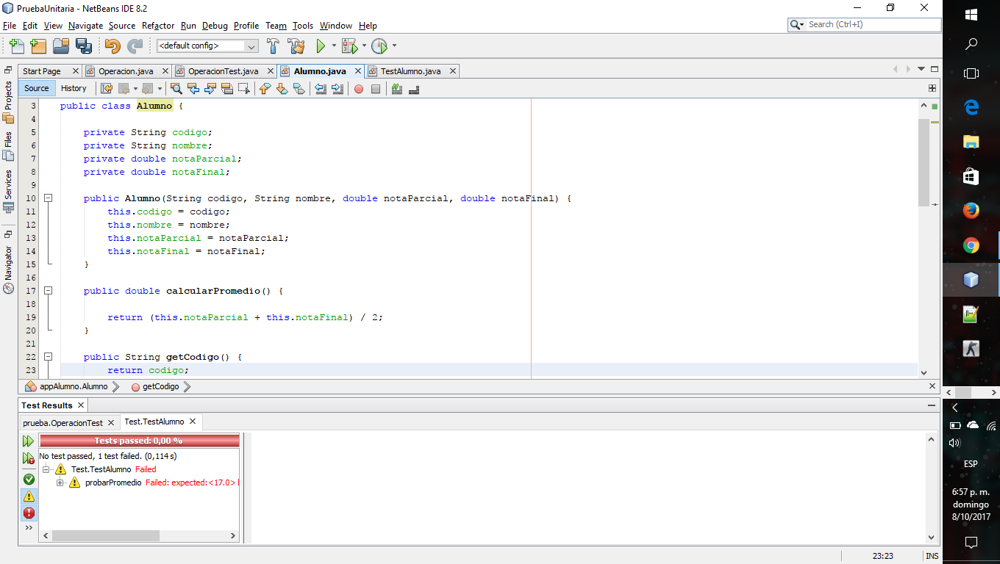 PruebaUnitaria - NetBeans IDE 8.2
File Edit View Navigate Source Refactor Run Debug Profile Team Tools Window Help
Search (Ctrl+I)
<default config>
Start Page Operacion.java OperacionTest.java Alumno.java TestAlumno.java
Source History
Projects
Files
Services
Navigator
3 public class Alumno {
4
5 private String codigo;
6 private String nombre;
7 private double notaParcial;
8 private double notaFinal;
9
10 public Alumno(String codigo, String nombre, double notaParcial, double notaFinal) {
11 this.codigo = codigo;
12 this.nombre = nombre;
13 this.notaParcial = notaParcial;
14 this.notaFinal = notaFinal;
15 }
16
17 public double calcularPromedio() {
18
19 return (this.notaParcial + this.notaFinal) / 2;
20 }
21
22 public String getCodigo() {
23 return codigo;
appAlumno.Alumno getCodigo
Test Results
prueba.OperacionTest Test.TestAlumno
Tests passed: 0,00 %
No test passed, 1 test failed. (0,114 s)
Test.TestAlumno Failed
probarPromedio Failed: expected:<17.0>
23:23 INS
ESP
6:57 p. m.
domingo
8/10/2017